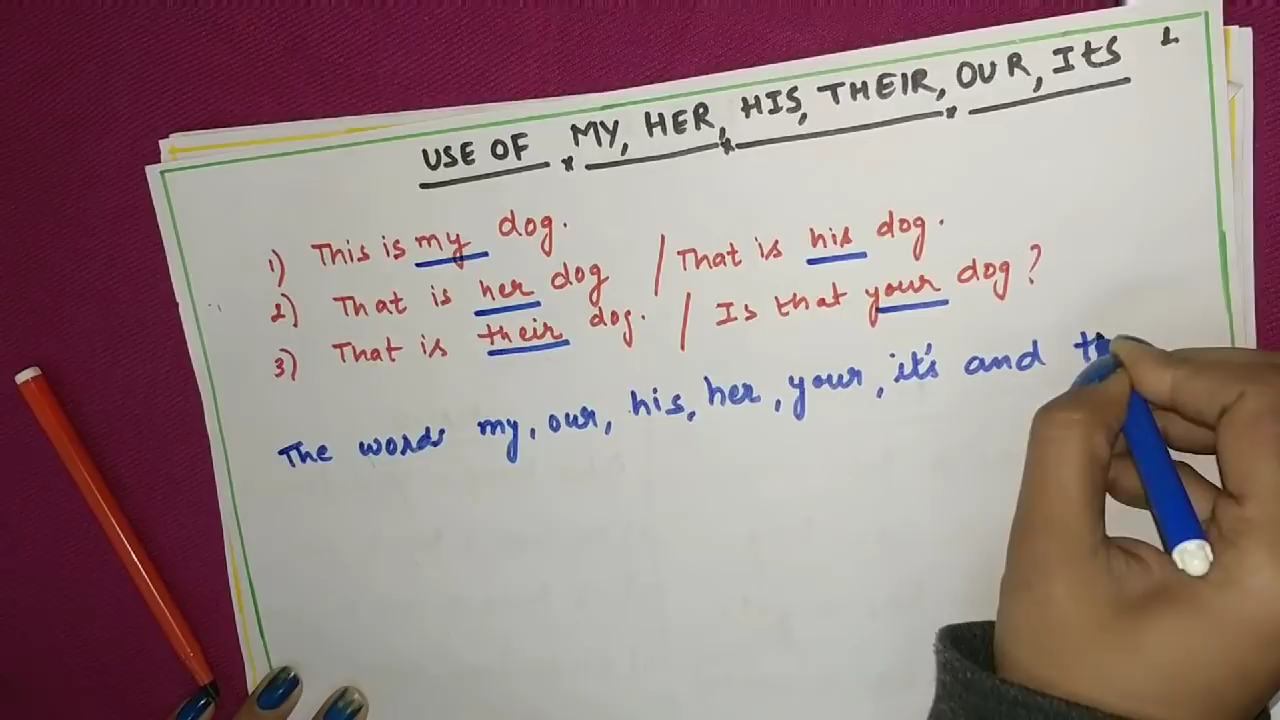 USE OF MY, HER, HIS, THEIR, OUR, ITS
1) This is my dog.
2) That is her dog / That is his dog.
3) That is their dog. / Is that your dog?
The words my, our, his, her, your, it's and